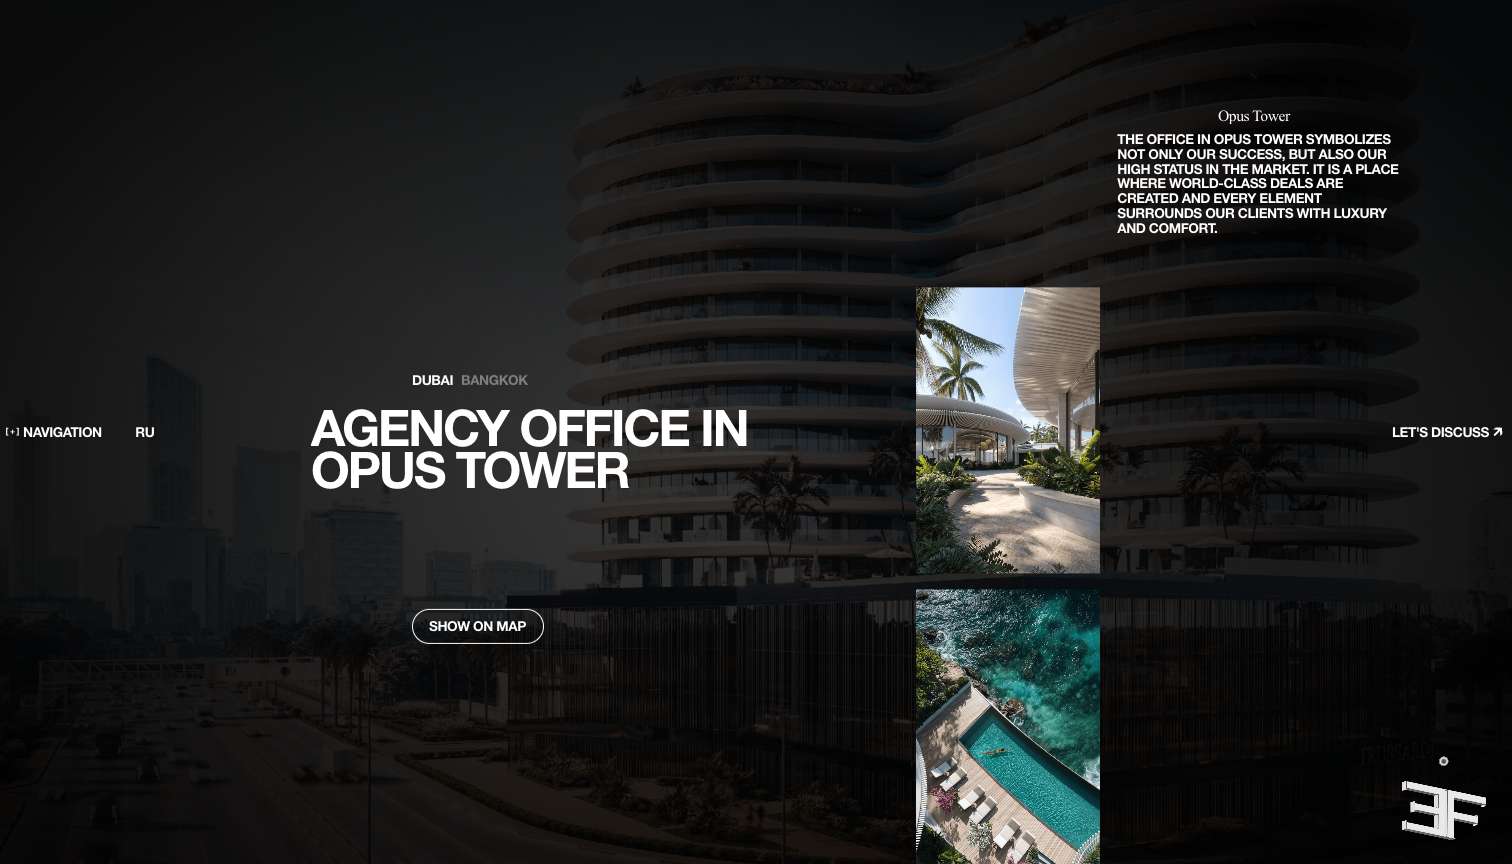 Opus Tower
THE OFFICE IN OPUS TOWER SYMBOLIZES
NOT ONLY OUR SUCCESS, BUT ALSO OUR
HIGH STATUS IN THE MARKET. IT IS A PLACE
WHERE WORLD-CLASS DEALS ARE
CREATED AND EVERY ELEMENT
SURROUNDS OUR CLIENTS WITH LUXURY
AND COMFORT.
DUBAI BANGKOK
AGENCY OFFICE IN
OPUS TOWER
[+] NAVIGATION RU
LET'S DISCUSS ↗
SHOW ON MAP